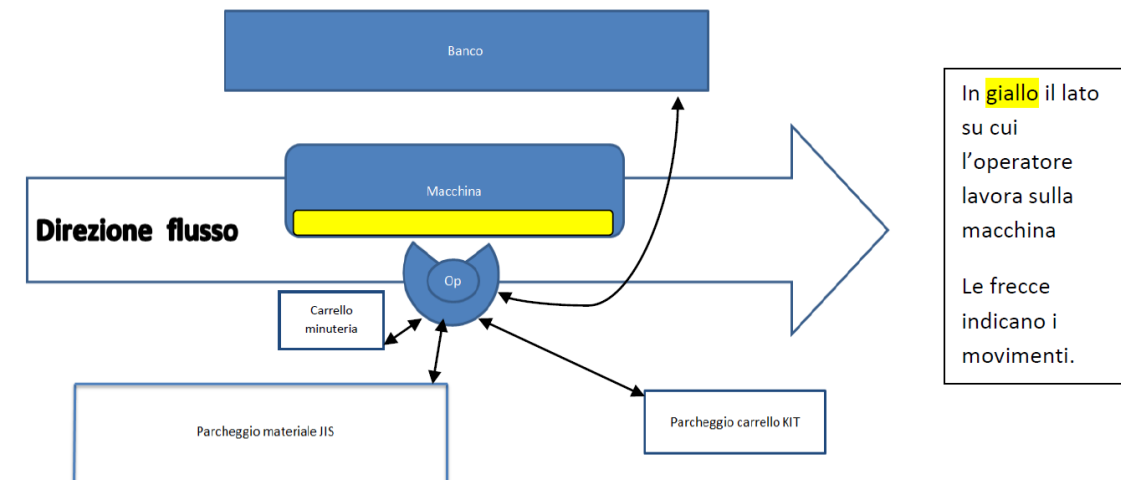 Banco
Macchina
Direzione flusso
Op
Carrello
minuteria
Parcheggio materiale JIS
Parcheggio carrello KIT
In giallo il lato
su cui
l’operatore
lavora sulla
macchina
Le frecce
indicano i
movimenti.